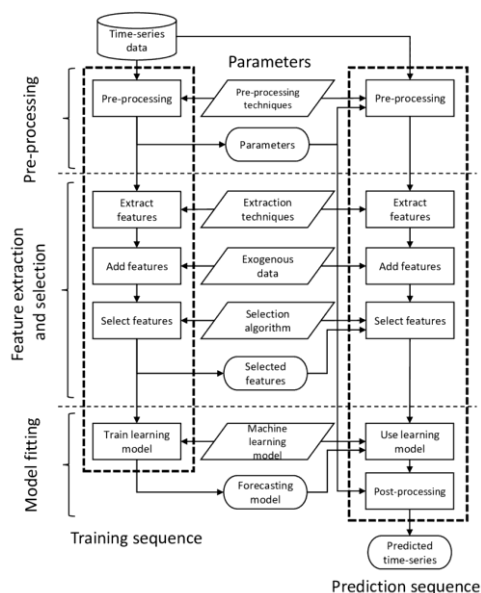 Time-series
data
Parameters
Pre-processing
Pre-processing
Pre-processing
techniques
Pre-processing
Parameters
Feature extraction
and selection
Extract
features
Extraction
techniques
Extract
features
Add features
Exogenous
data
Add features
Select features
Selection
algorithm
Select features
Selected
features
Model fitting
Train learning
model
Machine
learning
model
Use learning
model
Forecasting
model
Post-processing
Training sequence
Predicted
time-series
Prediction sequence